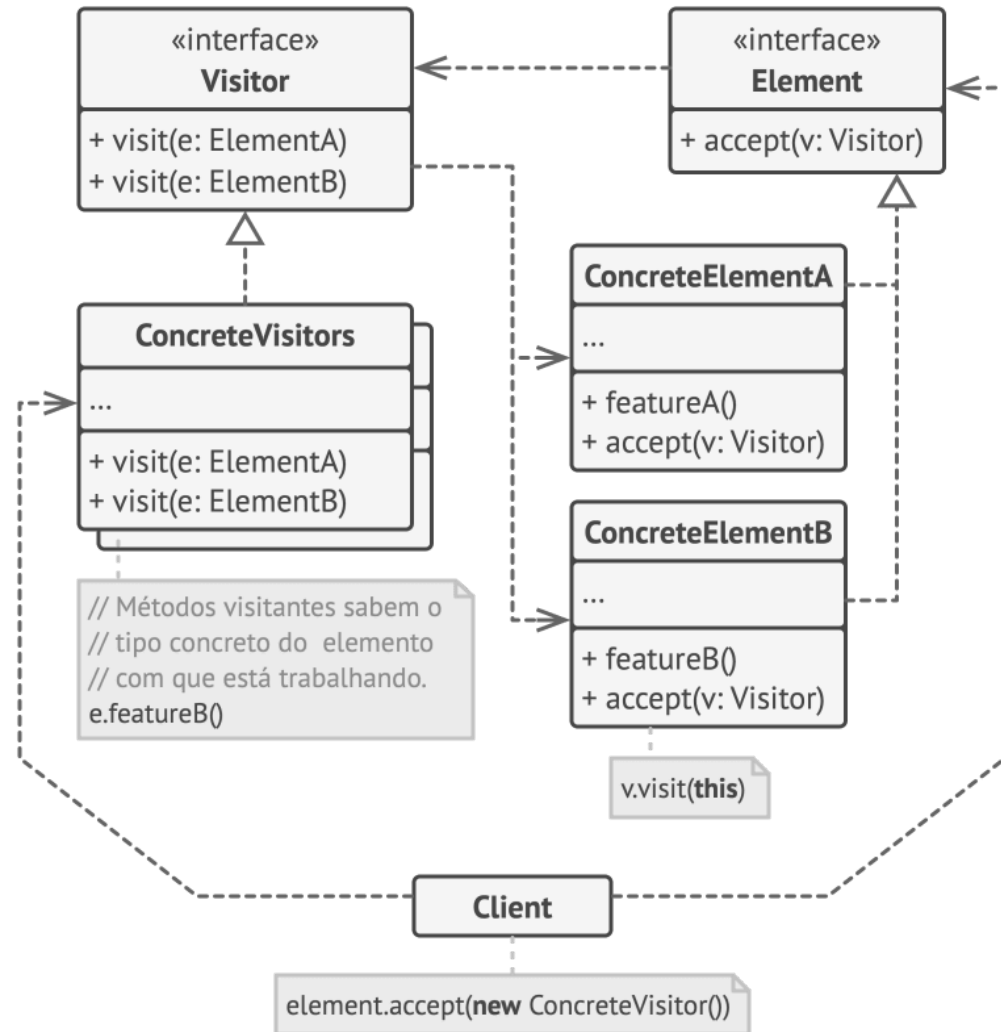 «interface»
Visitor
+ visit(e: ElementA)
+ visit(e: ElementB)
«interface»
Element
+ accept(v: Visitor)
ConcreteVisitors
...
+ visit(e: ElementA)
+ visit(e: ElementB)
// Métodos visitantes sabem o
// tipo concreto do elemento
// com que está trabalhando.
e.featureB()
ConcreteElementA
...
+ featureA()
+ accept(v: Visitor)
ConcreteElementB
...
+ featureB()
+ accept(v: Visitor)
v.visit(this)
Client
element.accept(new ConcreteVisitor())